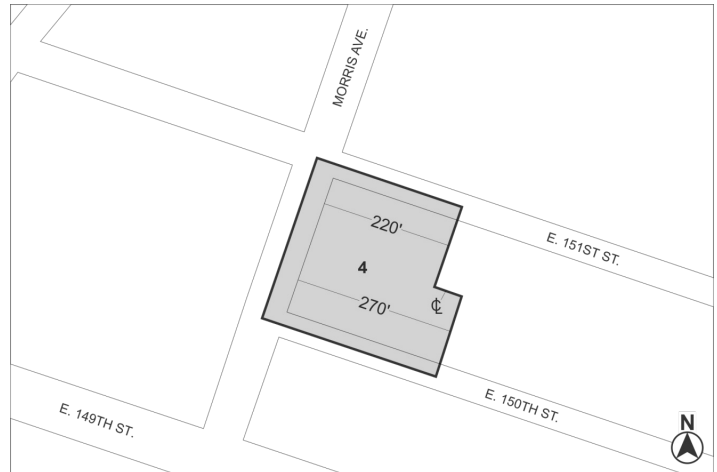 MORRIS AVE.
220'
E. 151ST ST.
4
270'
℄
E. 150TH ST.
E. 149TH ST.
N